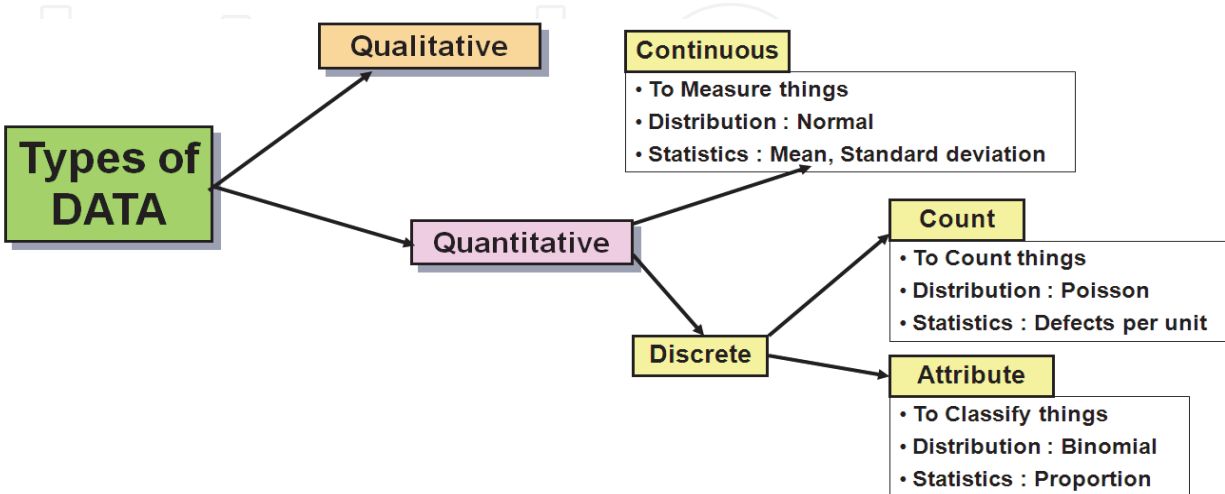 Types of
DATA
Qualitative
Quantitative
Continuous
• To Measure things
• Distribution : Normal
• Statistics : Mean, Standard deviation
Discrete
Count
• To Count things
• Distribution : Poisson
• Statistics : Defects per unit
Attribute
• To Classify things
• Distribution : Binomial
• Statistics : Proportion